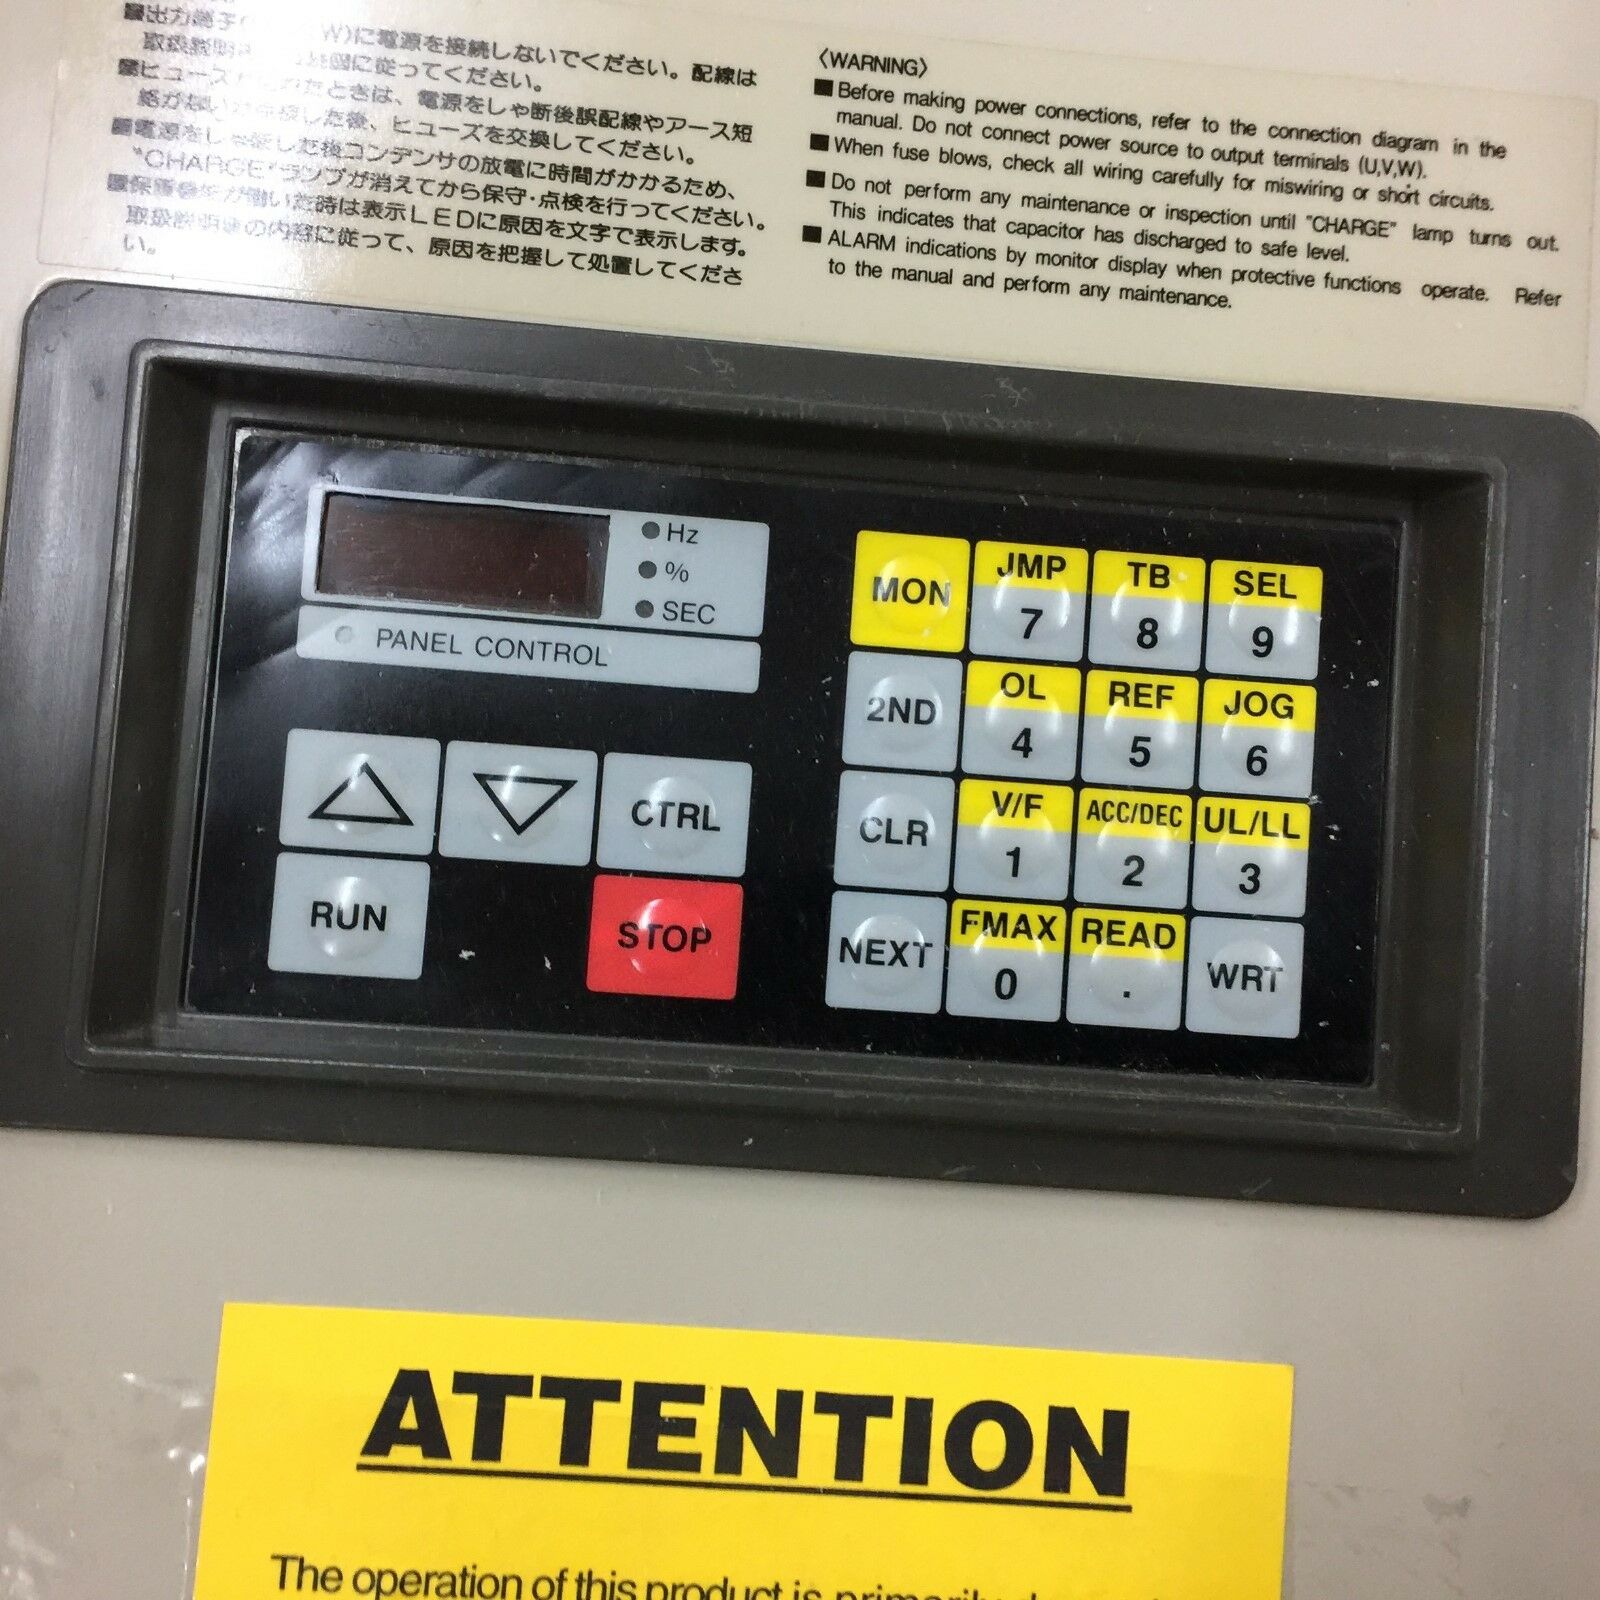 ■出力端子 W)に電源を接続しないでください。配線は
取扱説明 図に従ってください。
■ヒューズ たときは、電源をしゃ断後誤配線やアース短
絡がないか点検した後、ヒューズを交換してください。
■電源をしゃ断した後コンデンサの放電に時間がかかるため、
"CHARGE"ランプが消えてから保守・点検を行ってください。
■保護 が働いた時は表示LEDに原因を文字で表示します。
取扱説明書の内容に従って、原因を把握して処置してくださ
い。
〈WARNING〉
■ Before making power connections, refer to the connection diagram in the
manual. Do not connect power source to output terminals (U,V,W).
■ When fuse blows, check all wiring carefully for miswiring or short circuits.
■ Do not perform any maintenance or inspection until "CHARGE" lamp turns out.
This indicates that capacitor has discharged to safe level.
■ ALARM indications by monitor display when protective functions operate. Refer
to the manual and perform any maintenance.
Hz
%
SEC
PANEL CONTROL
CTRL
RUN
STOP
MON
JMP
7
TB
8
SEL
9
2ND
OL
4
REF
5
JOG
6
CLR
V/F
1
ACC/DEC
2
UL/LL
3
NEXT
FMAX
0
READ
.
WRT
ATTENTION
The operation of this product is primarily